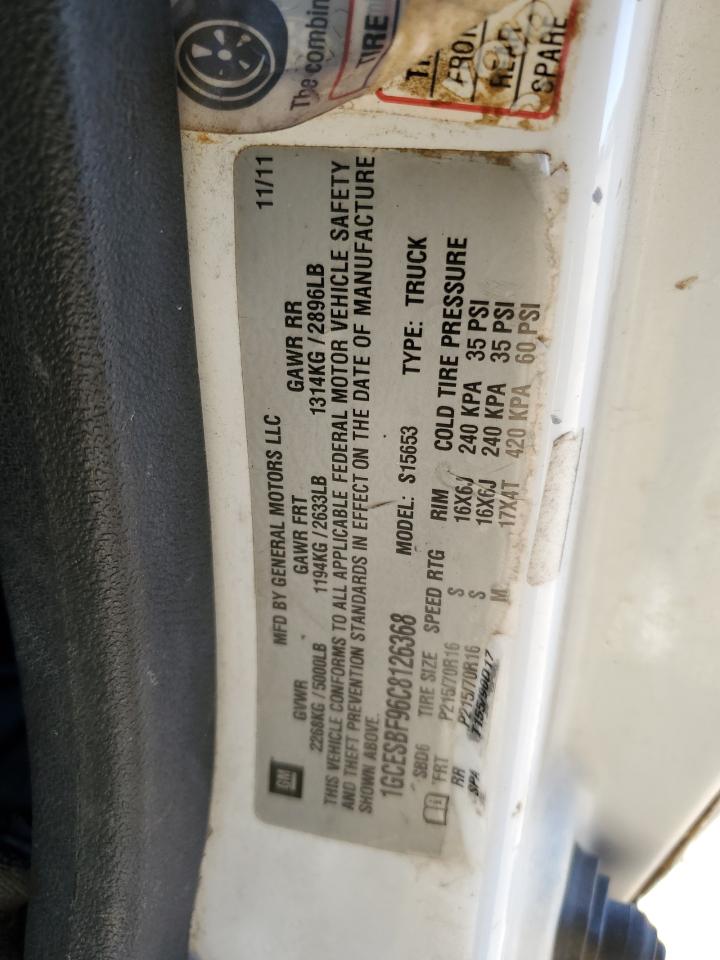 The combin
TIRE
FRON
REAR
SPARE
GM
MFD BY GENERAL MOTORS LLC 11/11
GVWR GAWR FRT GAWR RR
2268KG/5000LB 1194KG/2633LB 1314KG/2896LB
THIS VEHICLE CONFORMS TO ALL APPLICABLE FEDERAL MOTOR VEHICLE SAFETY
AND THEFT PREVENTION STANDARDS IN EFFECT ON THE DATE OF MANUFACTURE
SHOWN ABOVE.
1GCESBF96C8126368 MODEL: S15653 TYPE: TRUCK
SBD6 TIRE SIZE SPEED RTG RIM COLD TIRE PRESSURE
FRT P215/70R16 S 16X6J 240 KPA 35 PSI
RR P215/70R16 S 16X6J 240 KPA 35 PSI
SPA M 17X4T 420 KPA 60 PSI